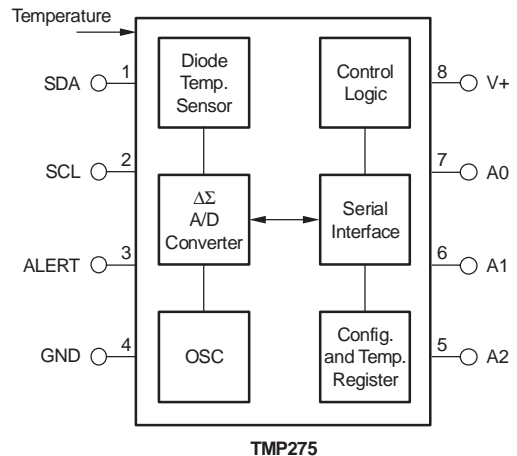 Temperature
SDA
1
SCL
2
ALERT
3
GND
4
Diode
Temp.
Sensor
ΔΣ
A/D
Converter
OSC
Control
Logic
Serial
Interface
Config.
and Temp.
Register
8
V+
7
A0
6
A1
5
A2
TMP275